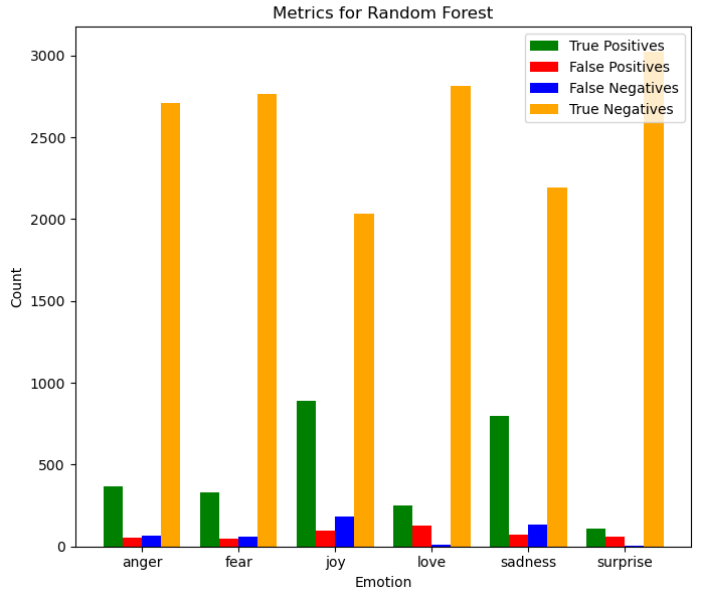 Metrics for Random Forest
True Positives
False Positives
False Negatives
True Negatives
3000
2500
2000
1500
1000
500
0
Count
anger fear joy love sadness surprise
Emotion